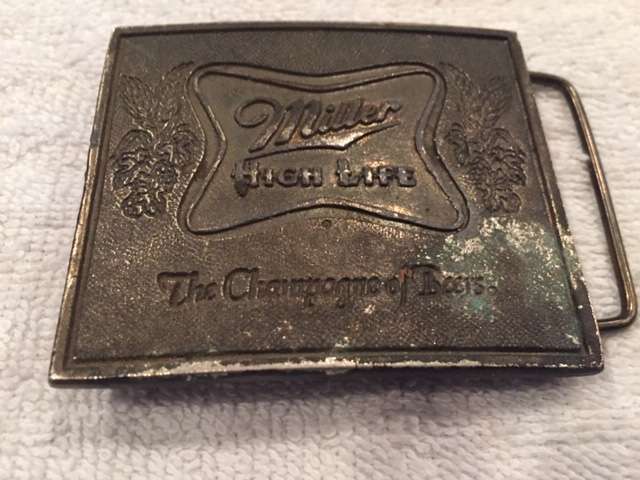 Miller
HIGH LIFE
The Champagne of Beers.